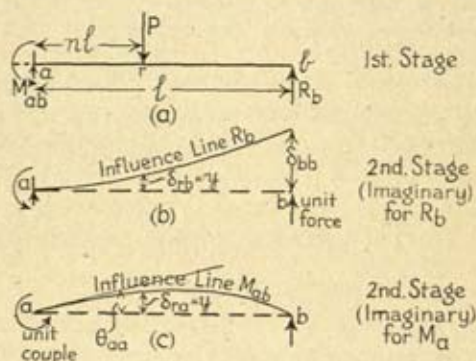 nl
P
a
r
b
1st. Stage
M ab
l
R b
(a)
Influence Line R b
δ bb
a
δ rb = y
2nd. Stage
(Imaginary)
for R b
b
unit
force
(b)
Influence Line M ab
2nd. Stage
(Imaginary)
for M a
a
δ ra = y
b
unit
couple
θ aa
(c)